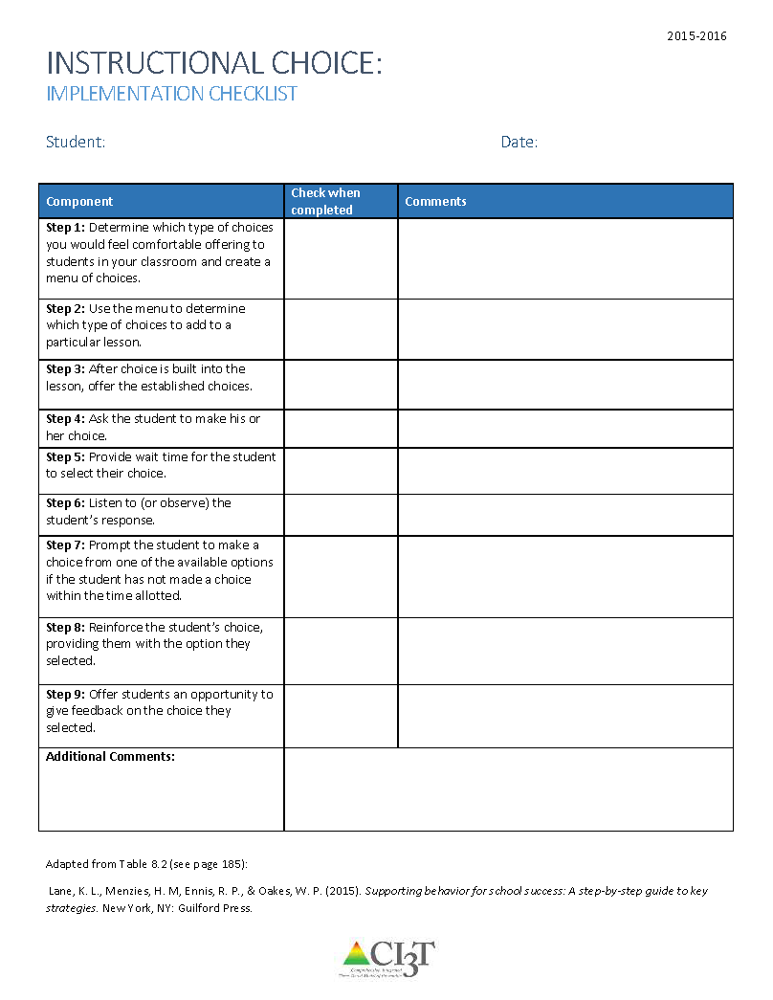 2015-2016
INSTRUCTIONAL CHOICE:
IMPLEMENTATION CHECKLIST
Student:
Date:
Component
Check when
completed
Comments
Step 1: Determine which type of choices
you would feel comfortable offering to
students in your classroom and create a
menu of choices.
Step 2: Use the menu to determine
which type of choices to add to a
particular lesson.
Step 3: After choice is built into the
lesson, offer the established choices.
Step 4: Ask the student to make his or
her choice.
Step 5: Provide wait time for the student
to select their choice.
Step 6: Listen to (or observe) the
student’s response.
Step 7: Prompt the student to make a
choice from one of the available options
if the student has not made a choice
within the time allotted.
Step 8: Reinforce the student’s choice,
providing them with the option they
selected.
Step 9: Offer students an opportunity to
give feedback on the choice they
selected.
Additional Comments:
Adapted from Table 8.2 (see page 185):
Lane, K. L., Menzies, H. M, Ennis, R. P., & Oakes, W. P. (2015). Supporting behavior for school success: A step-by-step guide to key
strategies. New York, NY: Guilford Press.
CI3T
Comprehensive, Integrated